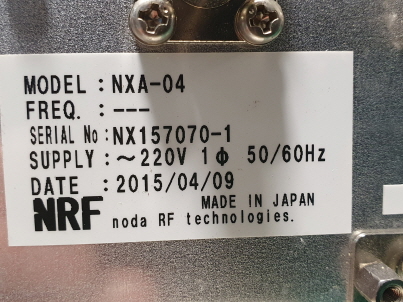 MODEL : NXA-04
FREQ. : ---
SERIAL No : NX157070-1
SUPPLY : ～220V 1Φ 50/60Hz
DATE : 2015/04/09
NRF MADE IN JAPAN
noda RF technologies.